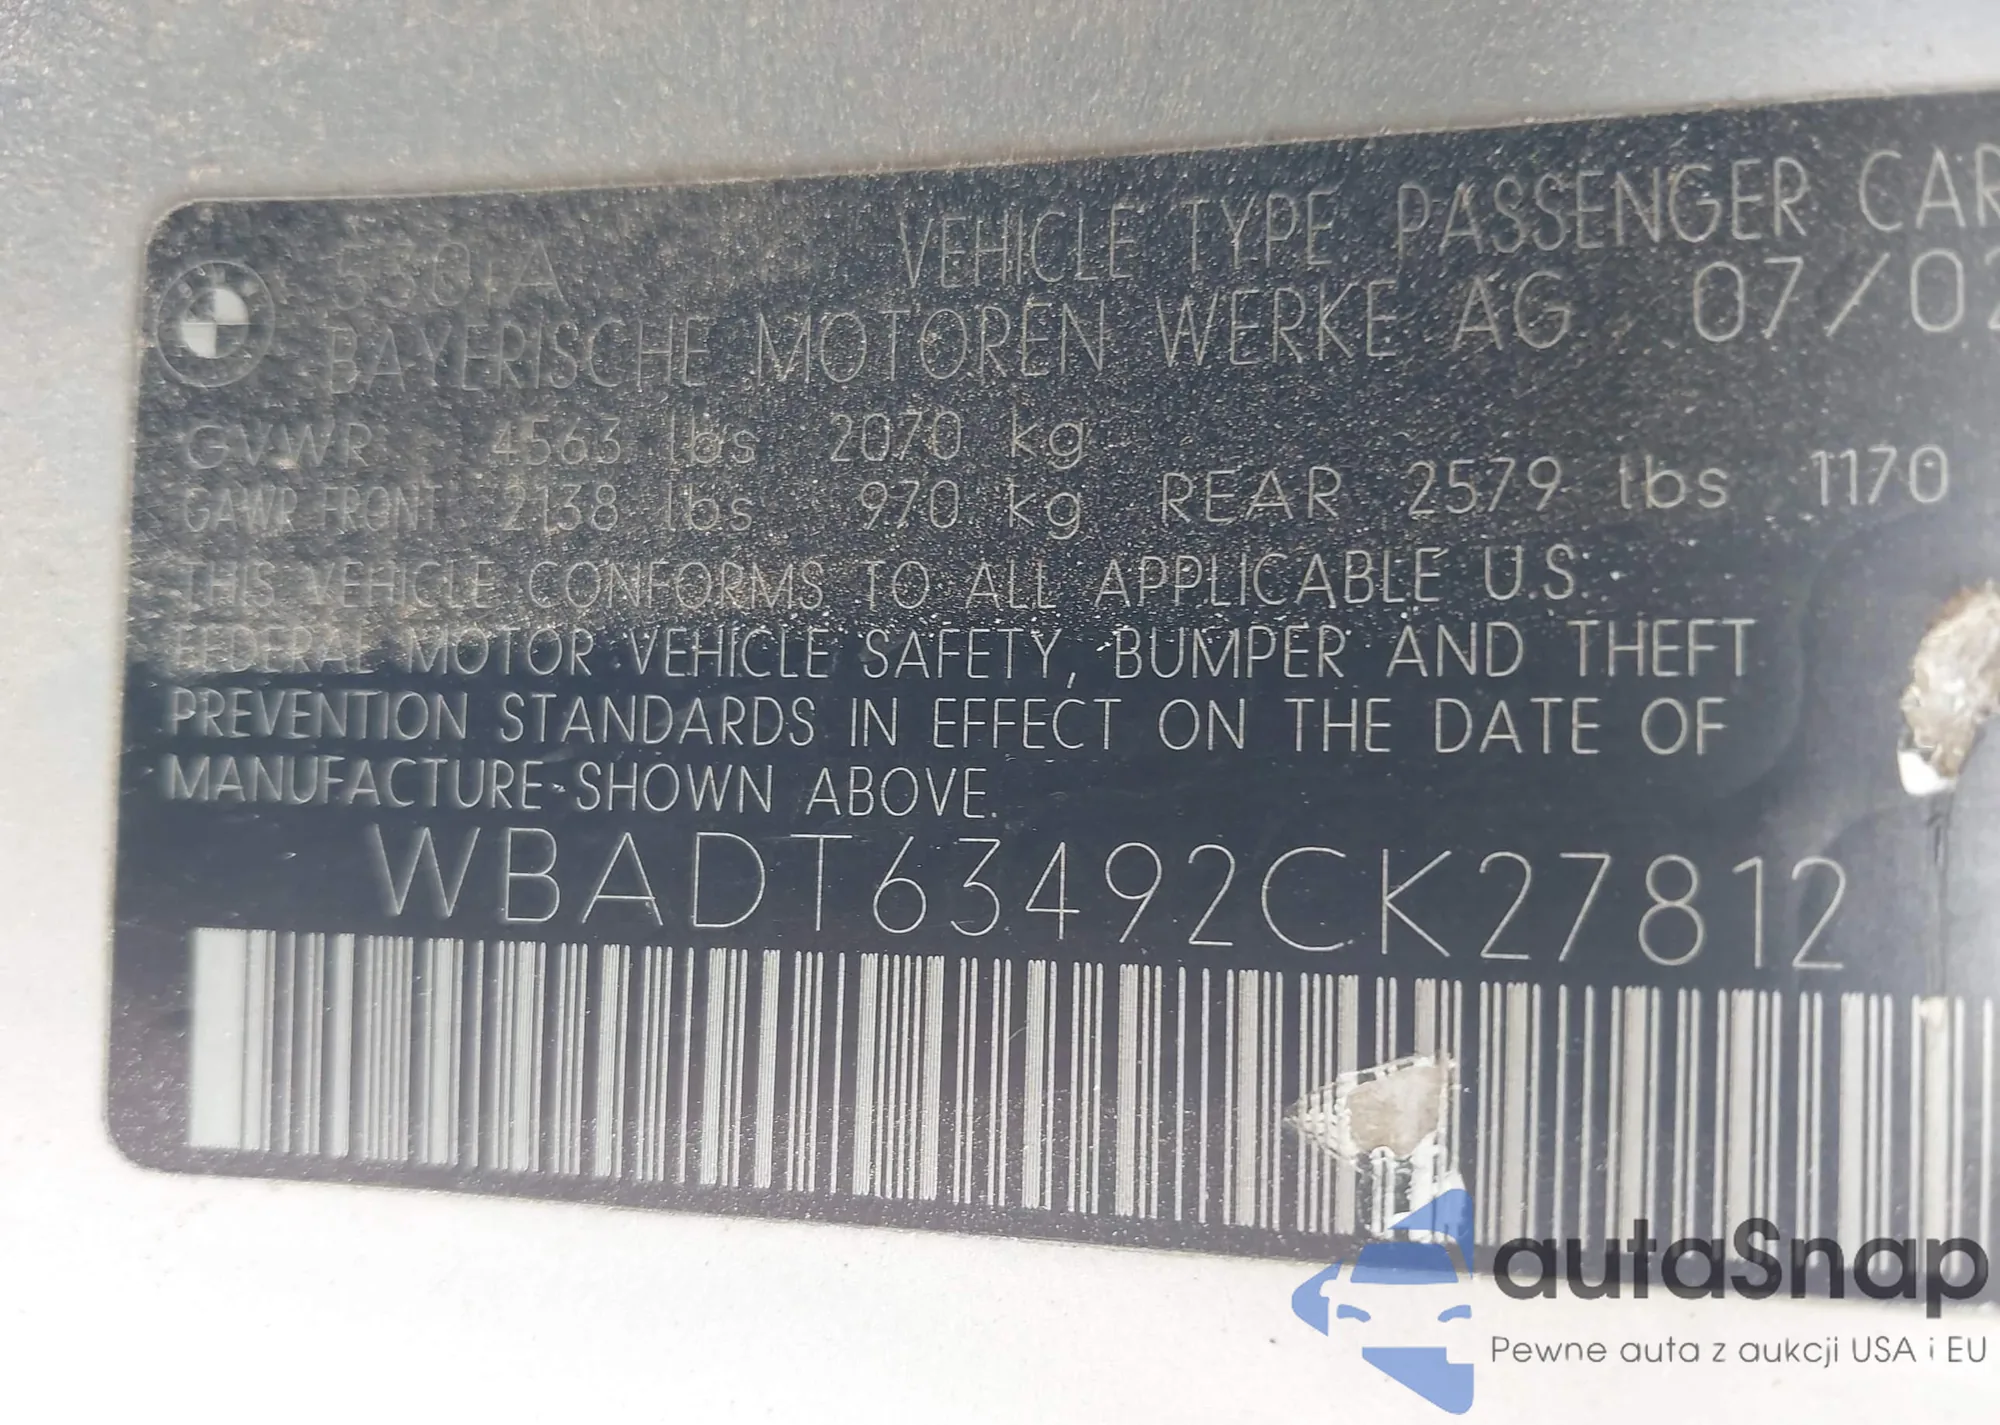 530iA VEHICLE TYPE PASSENGER CAR
BAYERISCHE MOTOREN WERKE AG 07/02
GVWR 4563 lbs 2070 kg
GAWR FRONT 2138 lbs 970 kg REAR 2579 lbs 1170
THIS VEHICLE CONFORMS TO ALL APPLICABLE U.S.
FEDERAL MOTOR VEHICLE SAFETY, BUMPER AND THEFT
PREVENTION STANDARDS IN EFFECT ON THE DATE OF
MANUFACTURE SHOWN ABOVE.
WBADT63492CK27812
autaSnap
Pewne auta z aukcji USA i EU